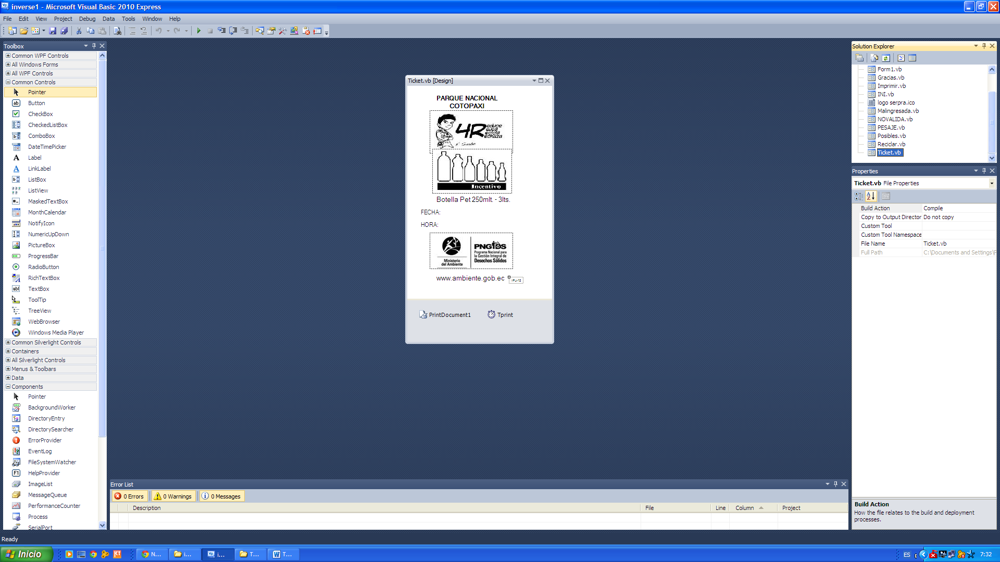 inverse1 - Microsoft Visual Basic 2010 Express
File Edit View Project Debug Data Tools Window Help
Toolbox
Common WPF Controls
All Windows Forms
All WPF Controls
Common Controls
Pointer
Button
CheckBox
CheckedListBox
ComboBox
DateTimePicker
Label
LinkLabel
ListBox
ListView
MaskedTextBox
MonthCalendar
NotifyIcon
NumericUpDown
PictureBox
ProgressBar
RadioButton
RichTextBox
TextBox
ToolTip
TreeView
WebBrowser
Windows Media Player
Common Silverlight Controls
Containers
All Silverlight Controls
Menus & Toolbars
Data
Components
Pointer
BackgroundWorker
DirectoryEntry
DirectorySearcher
ErrorProvider
EventLog
FileSystemWatcher
HelpProvider
ImageList
MessageQueue
PerformanceCounter
Process
SerialPort
Ticket.vb [Design]
PARQUE NACIONAL
COTOPAXI
4R educe
eusa
ecicla
echaza
Incentivo
Botella Pet 250mlt. - 3lts.
FECHA:
HORA:
Ministerio
del Ambiente
PNGIDS
Programa Nacional para
la Gestión Integral de
Desechos Sólidos
www.ambiente.gob.ec
PrintDocument1 Tprint
Error List
0 Errors 0 Warnings 0 Messages
Description File Line Column Project
Solution Explorer
Form1.vb
Gracias.vb
Imprimir.vb
INI.vb
logo serpra.ico
Malingresada.vb
NOVALIDA.vb
PESAJE.vb
Posibles.vb
Reciclar.vb
Ticket.vb
Properties
Ticket.vb File Properties
Build Action Compile
Copy to Output Director Do not copy
Custom Tool
Custom Tool Namespace
File Name Ticket.vb
Full Path C:\Documents and Settings\P
Build Action
How the file relates to the build and deployment
processes.
Ready
Inicio N... i... i... T... T... ES 7:32